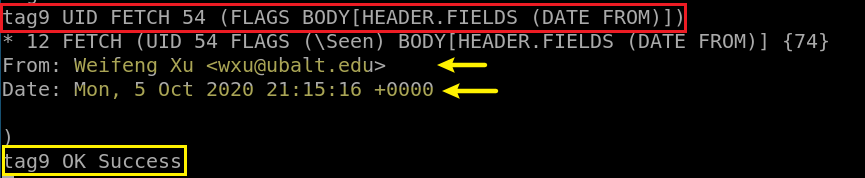 tag9 UID FETCH 54 (FLAGS BODY[HEADER.FIELDS (DATE FROM)])
* 12 FETCH (UID 54 FLAGS (\Seen) BODY[HEADER.FIELDS (DATE FROM)] {74}
From: Weifeng Xu <wxu@ubalt.edu>
Date: Mon, 5 Oct 2020 21:15:16 +0000
)
tag9 OK Success